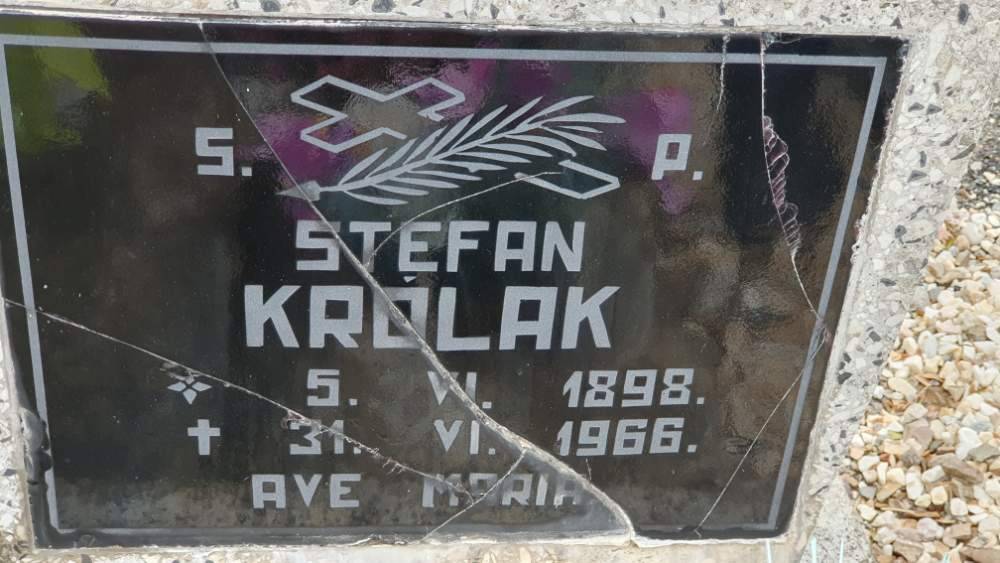 S. P.
STEFAN
KRÓLAK
5. VI. 1898.
31. VI. 1966.
AVE MARIA